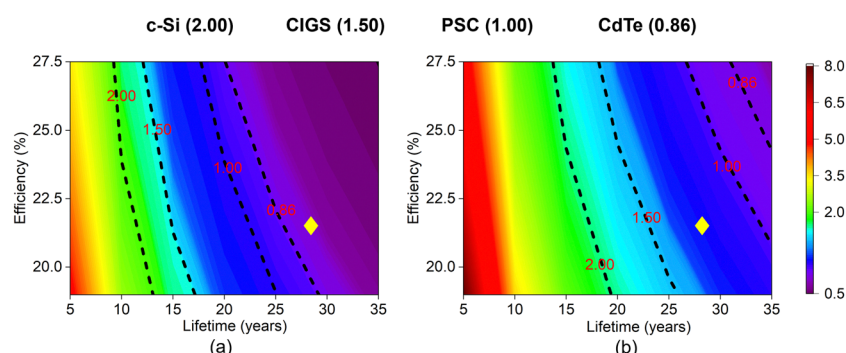 c-Si (2.00) CIGS (1.50) PSC (1.00) CdTe (0.86)
27.5
25.0
22.5
20.0
Efficiency (%)
2.00
1.50
1.00
0.86
5 10 15 20 25 30 35
Lifetime (years)
(a)
27.5
25.0
22.5
20.0
Efficiency (%)
0.86
1.00
1.50
2.00
5 10 15 20 25 30 35
Lifetime (years)
(b)
8.0
6.5
5.0
3.5
2.0
0.5